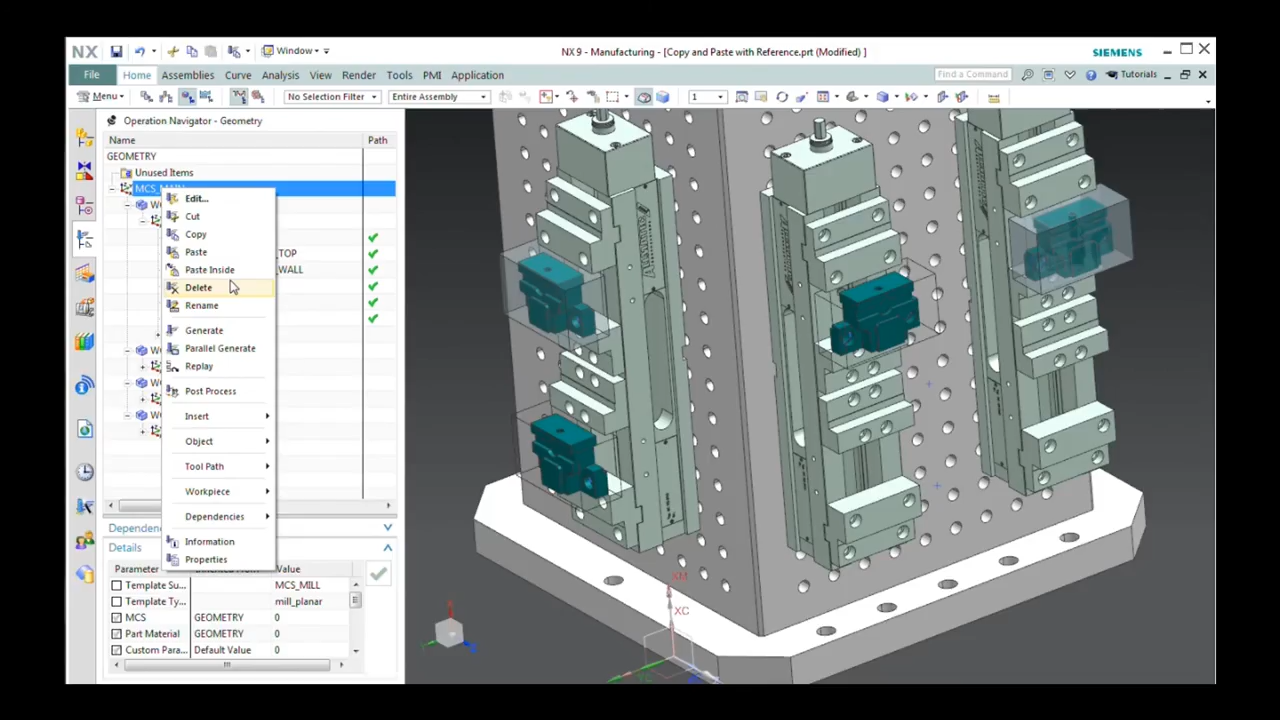 NX
Window
NX 9 - Manufacturing - [Copy and Paste with Reference.prt (Modified) ]
SIEMENS
File
Home
Assemblies
Curve
Analysis
View
Render
Tools
PMI
Application
Find a Command
Tutorials
Menu
No Selection Filter
Entire Assembly
1
Operation Navigator - Geometry
Name
Path
GEOMETRY
Unused Items
Edit...
Cut
Copy
Paste
_TOP
Paste Inside
_WALL
Delete
Rename
Generate
Parallel Generate
Replay
Post Process
Insert
Object
Tool Path
Workpiece
Dependencies
Information
Properties
Details
Value
Template Su...
MCS_MILL
Template Ty...
mill_planar
MCS
GEOMETRY
0
Part Material
GEOMETRY
0
Custom Para...
Default Value
0
XM
XC
YC